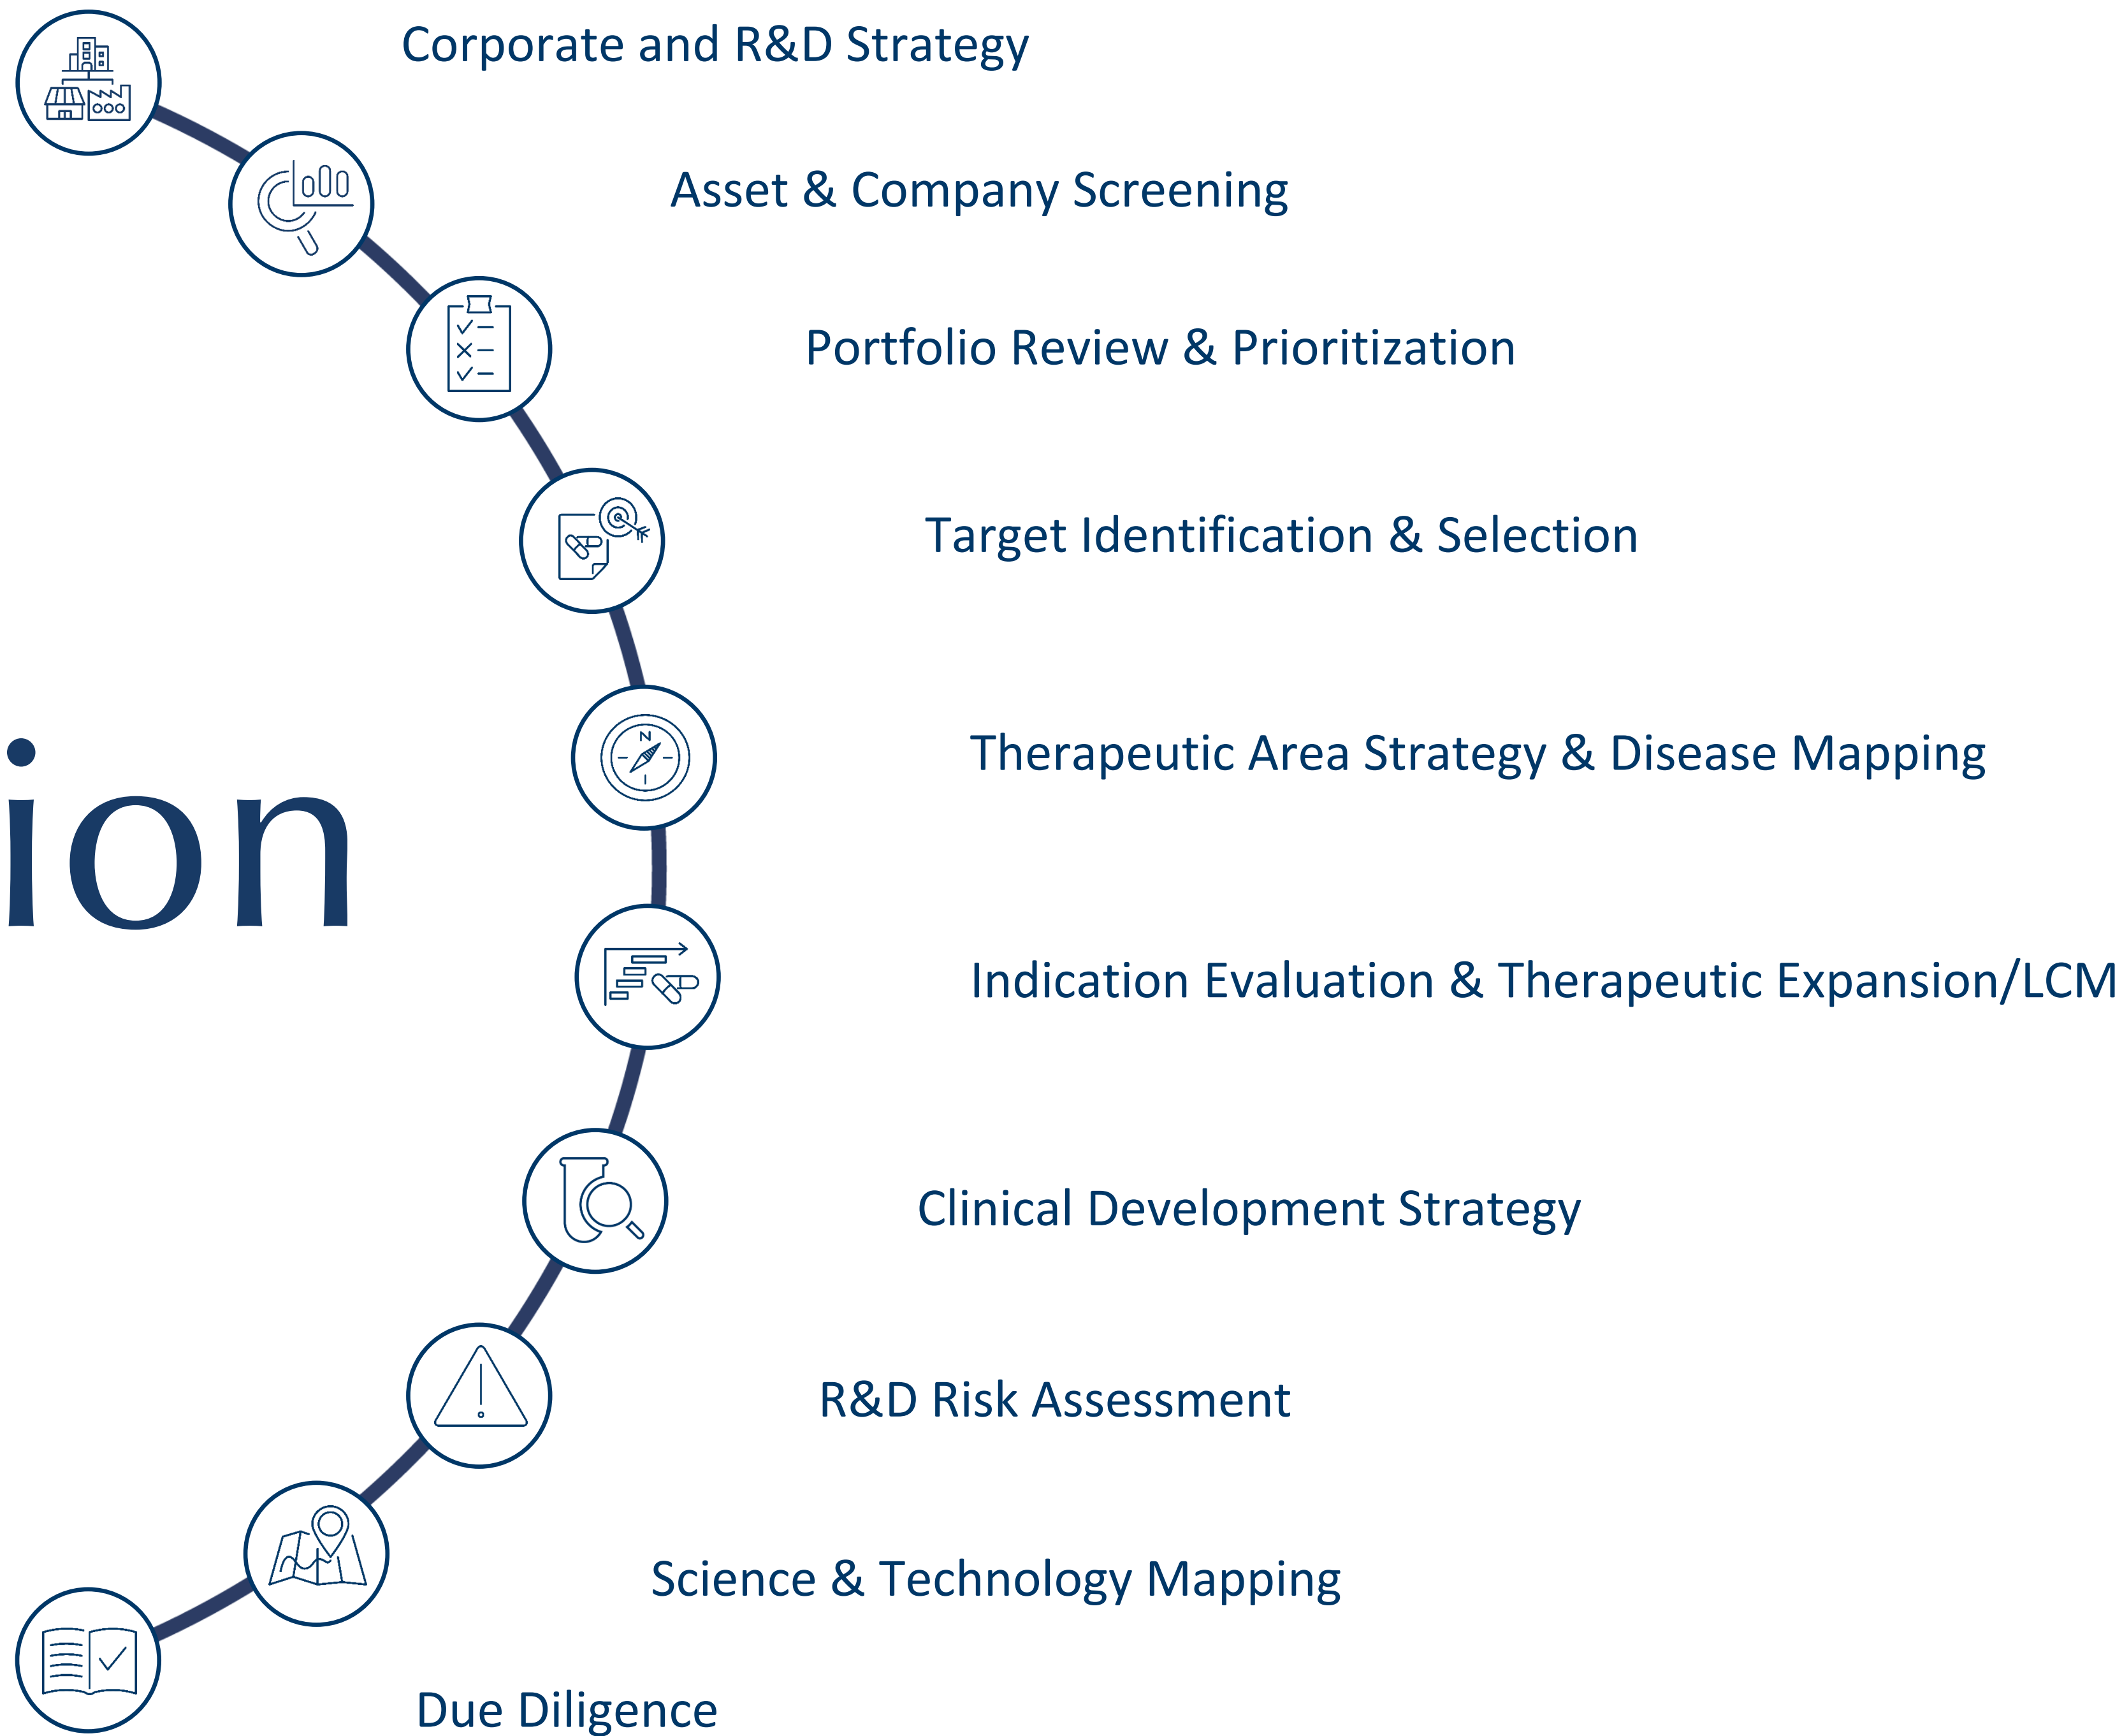 Corporate and R&D Strategy
Asset & Company Screening
Portfolio Review & Prioritization
Target Identification & Selection
Therapeutic Area Strategy & Disease Mapping
ion
Indication Evaluation & Therapeutic Expansion/LCM
Clinical Development Strategy
R&D Risk Assessment
Science & Technology Mapping
Due Diligence